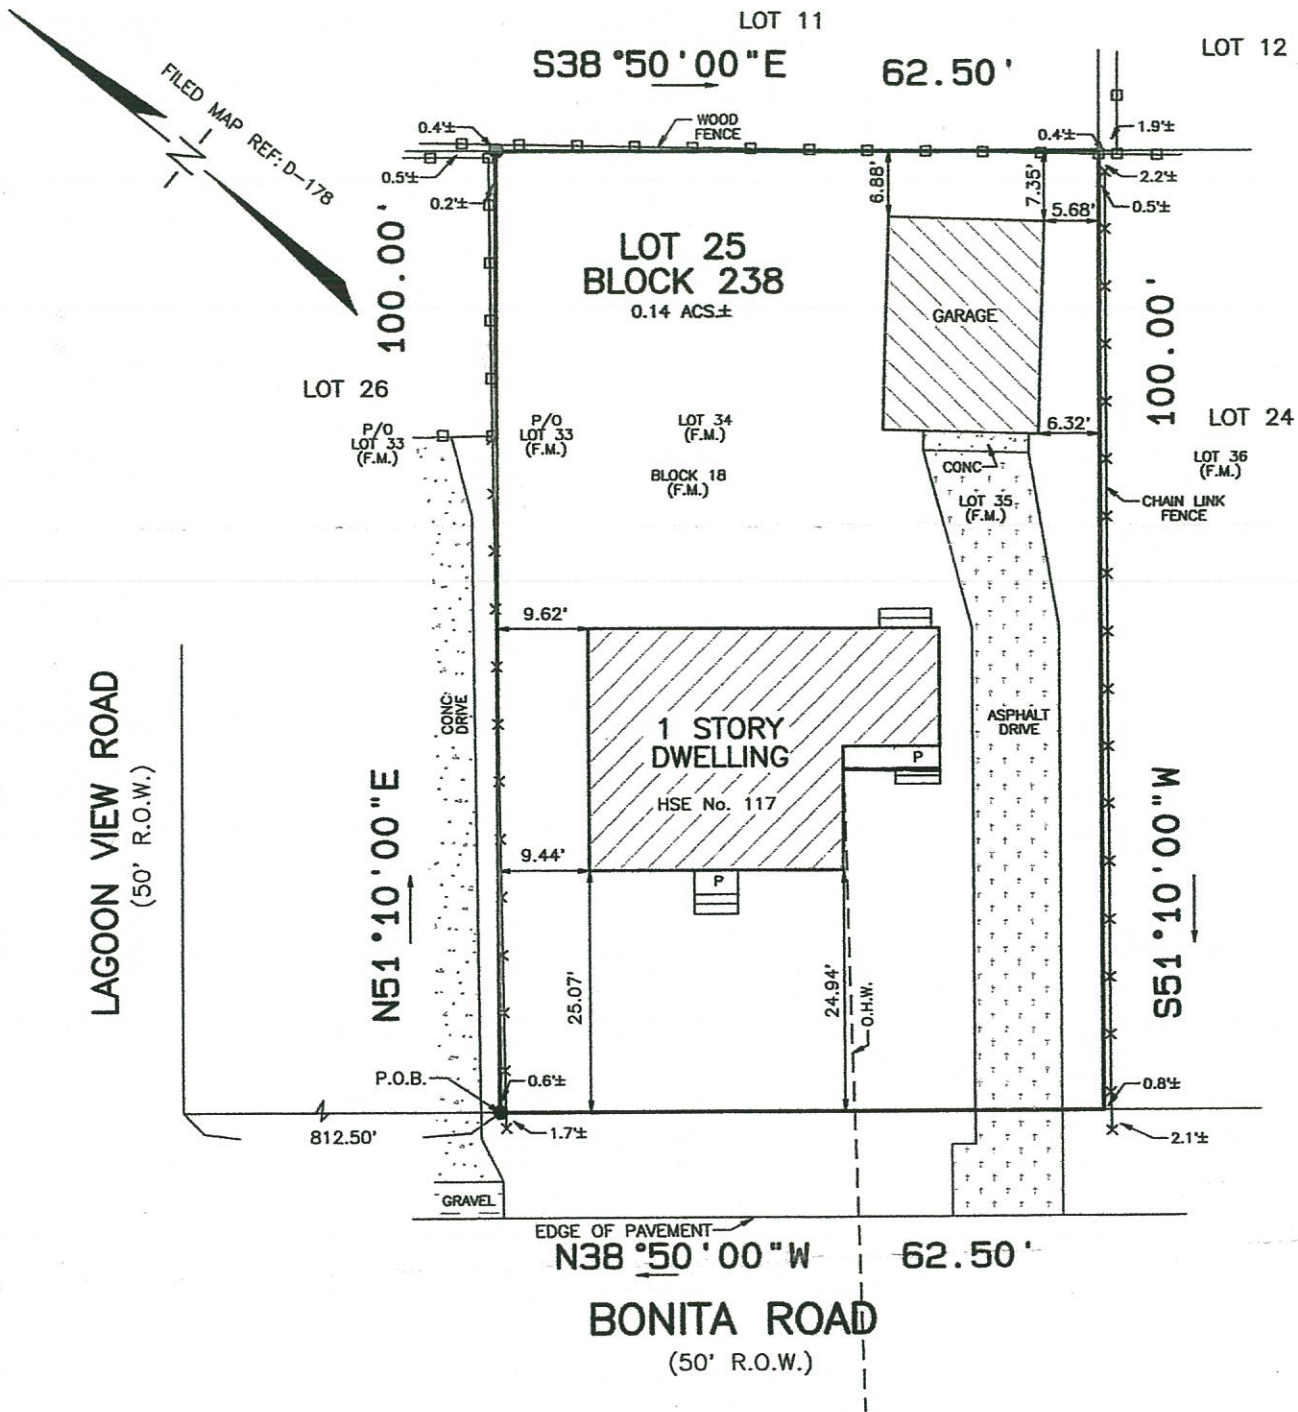 LOT 11
LOT 12
S38°50'00"E
62.50'
FILED MAP REF: D-178
N
WOOD
FENCE
0.4'±
0.4'±
1.9'±
0.5'±
2.2'±
0.2'±
0.5'±
6.88'
7.35'
5.68'
100.00'
LOT 25
BLOCK 238
0.14 ACS.±
GARAGE
100.00'
LOT 26
LOT 24
P/O
LOT 33
(F.M.)
P/O
LOT 33
(F.M.)
LOT 34
(F.M.)
6.32'
LOT 36
(F.M.)
BLOCK 18
(F.M.)
CONC
LOT 35
(F.M.)
CHAIN LINK
FENCE
9.62'
LAGOON VIEW ROAD
(50' R.O.W.)
CONC
DRIVE
1 STORY
DWELLING
HSE No. 117
P
ASPHALT
DRIVE
N51°10'00"E
S51°10'00"W
9.44'
P
25.07'
24.94'
O.H.W.
P.O.B.
0.6'±
0.8'±
812.50'
1.7'±
2.1'±
GRAVEL
EDGE OF PAVEMENT
N38°50'00"W
62.50'
BONITA ROAD
(50' R.O.W.)